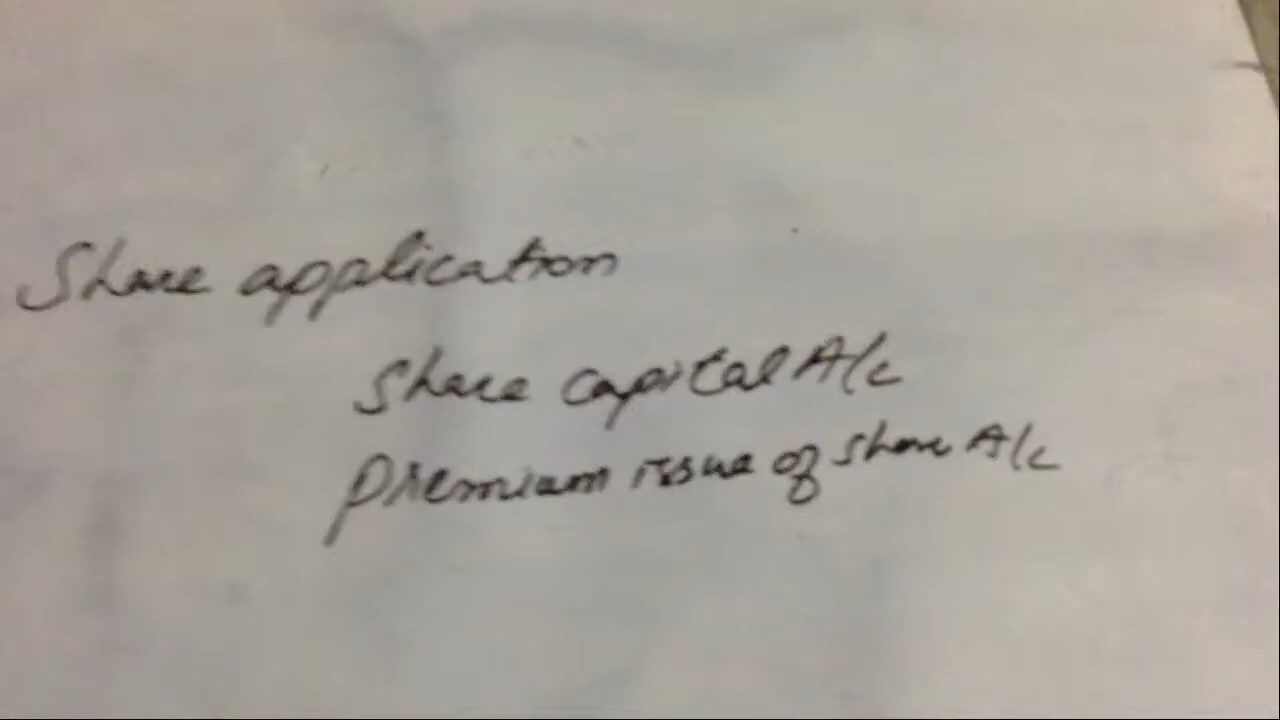 Share application
Share capital A/c
Premium issue of share A/c